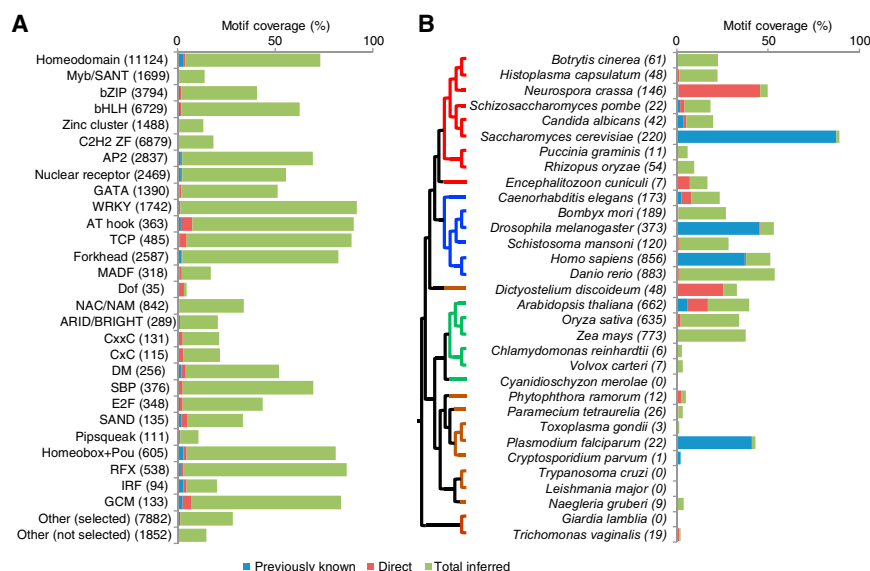 A
Motif coverage (%)
0 50 100
Homeodomain (11124)
Myb/SANT (1699)
bZIP (3794)
bHLH (6729)
Zinc cluster (1488)
C2H2 ZF (6879)
AP2 (2837)
Nuclear receptor (2469)
GATA (1390)
WRKY (1742)
AT hook (363)
TCP (485)
Forkhead (2587)
MADF (318)
Dof (35)
NAC/NAM (842)
ARID/BRIGHT (289)
CxxC (131)
CxC (115)
DM (256)
SBP (376)
E2F (348)
SAND (135)
Pipsqueak (111)
Homeobox+Pou (605)
RFX (538)
IRF (94)
GCM (133)
Other (selected) (7882)
Other (not selected) (1852)
B
Motif coverage (%)
0 50 100
Botrytis cinerea (61)
Histoplasma capsulatum (48)
Neurospora crassa (146)
Schizosaccharomyces pombe (22)
Candida albicans (42)
Saccharomyces cerevisiae (220)
Puccinia graminis (11)
Rhizopus oryzae (54)
Encephalitozoon cuniculi (7)
Caenorhabditis elegans (173)
Bombyx mori (189)
Drosophila melanogaster (373)
Schistosoma mansoni (120)
Homo sapiens (856)
Danio rerio (883)
Dictyostelium discoideum (48)
Arabidopsis thaliana (662)
Oryza sativa (635)
Zea mays (773)
Chlamydomonas reinhardtii (6)
Volvox carteri (7)
Cyanidioschyzon merolae (0)
Phytophthora ramorum (12)
Paramecium tetraurelia (26)
Toxoplasma gondii (3)
Plasmodium falciparum (22)
Cryptosporidium parvum (1)
Trypanosoma cruzi (0)
Leishmania major (0)
Naegleria gruberi (9)
Giardia lamblia (0)
Trichomonas vaginalis (19)
Previously known Direct Total inferred